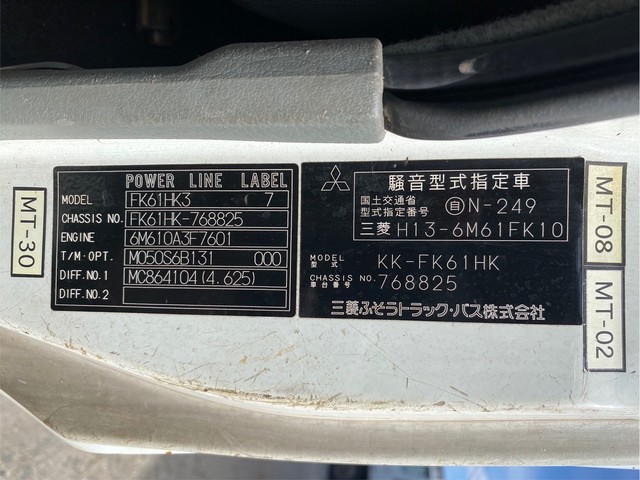 POWER LINE LABEL
MODEL FK61HK3 7
CHASSIS NO. FK61HK-768825
ENGINE 6M610A3F7601
T/M·OPT. M050S6B131 000
DIFF.NO.1 MC864104(4.625)
DIFF.NO.2
MT-30
騒音型式指定車
国土交通省
型式指定番号 自N-249
三菱 H13-6M61FK10
MODEL
型式 KK-FK61HK
CHASSIS NO.
車台番号 768825
三菱ふそうトラック・バス株式会社
MT-08
MT-02